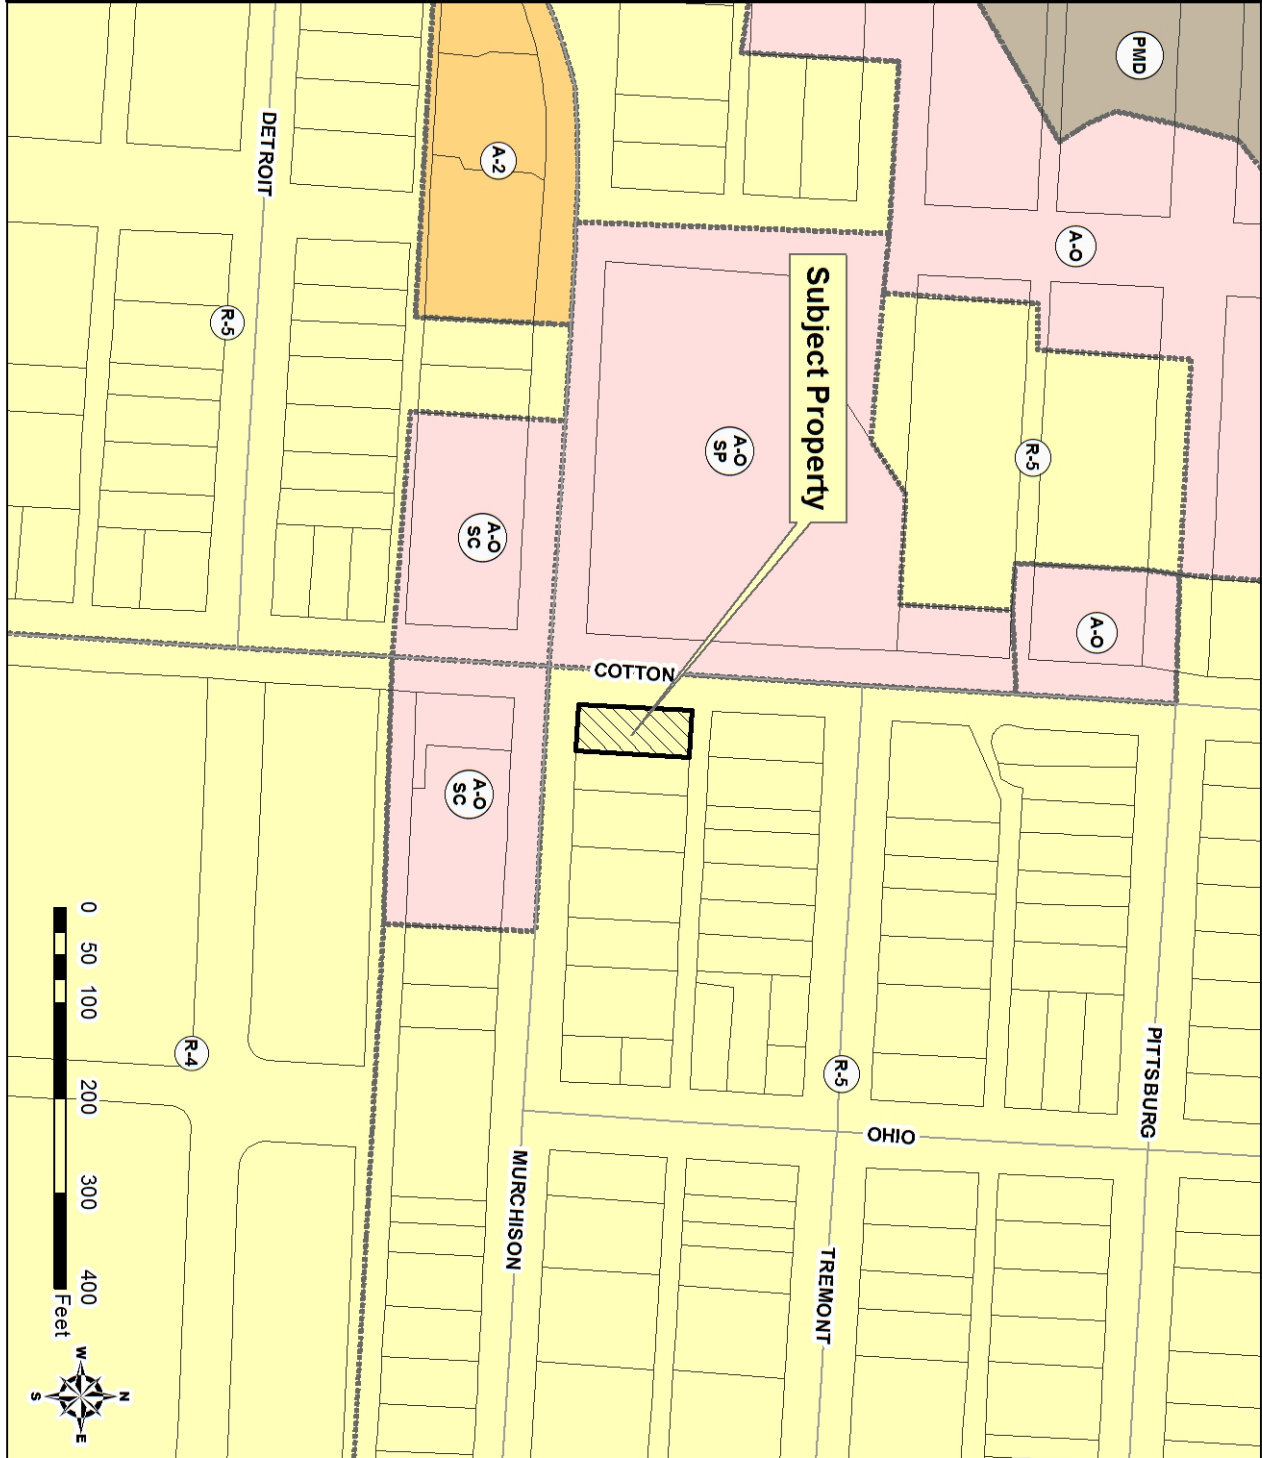 PMD
A-O
A-2
DETROIT
R-5
Subject Property
A-O
SP
R-5
A-O
SC
A-O
COTTON
A-O
SC
R-4
R-5
PITTSBURG
OHIO
MURCHISON
TREMONT
0 50 100 200 300 400
Feet
N
W
E
S